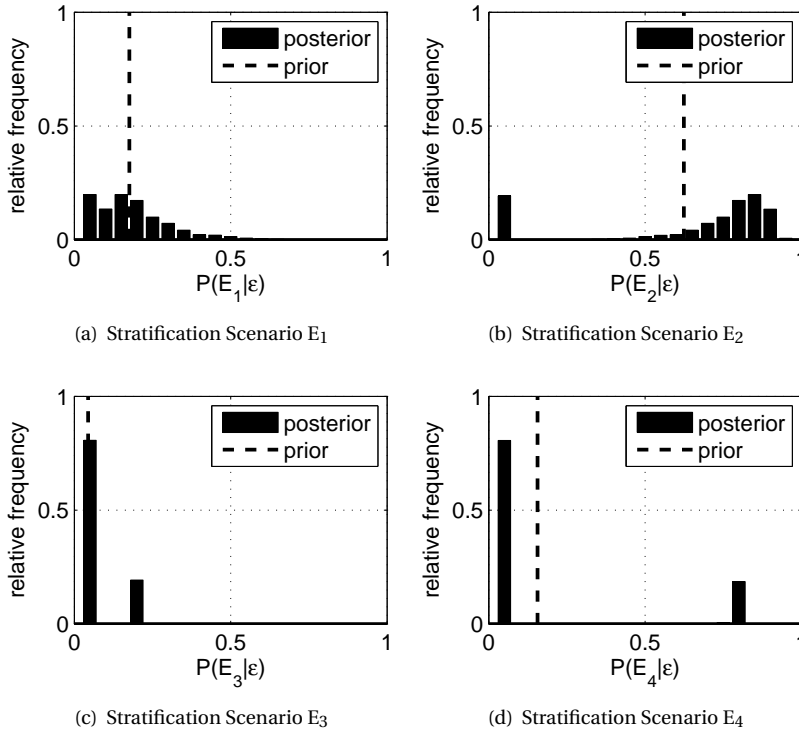 relative frequency
1
0.5
0
posterior
prior
0
0.5
1
P(E1|ε)
(a) Stratification Scenario E1
relative frequency
1
0.5
0
posterior
prior
0
0.5
1
P(E2|ε)
(b) Stratification Scenario E2
relative frequency
1
0.5
0
posterior
prior
0
0.5
1
P(E3|ε)
(c) Stratification Scenario E3
relative frequency
1
0.5
0
posterior
prior
0
0.5
1
P(E4|ε)
(d) Stratification Scenario E4